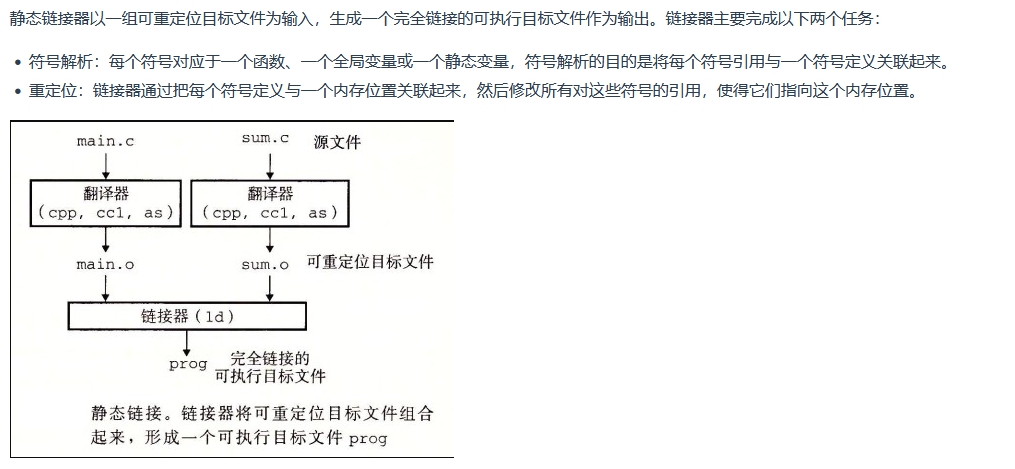 静态链接器以一组可重定位目标文件为输入，生成一个完全链接的可执行目标文件作为输出。链接器主要完成以下两个任务：
• 符号解析：每个符号对应于一个函数、一个全局变量或一个静态变量，符号解析的目的是将每个符号引用与一个符号定义关联起来。
• 重定位：链接器通过把每个符号定义与一个内存位置关联起来，然后修改所有对这些符号的引用，使得它们指向这个内存位置。
main.c sum.c 源文件
翻译器 翻译器
(cpp, cc1, as) (cpp, cc1, as)
main.o sum.o 可重定位目标文件
链接器 (ld)
prog 完全链接的
可执行目标文件
静态链接。链接器将可重定位目标文件组合
起来，形成一个可执行目标文件 prog